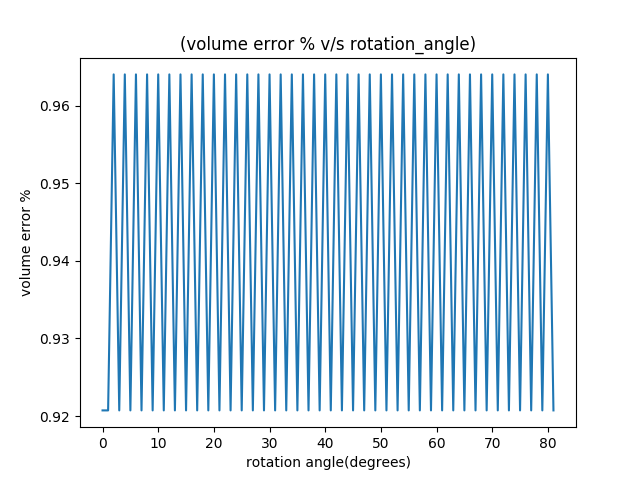 (volume error % v/s rotation_angle)
0.96
0.95
0.94
0.93
0.92
volume error %
0 10 20 30 40 50 60 70 80
rotation angle(degrees)